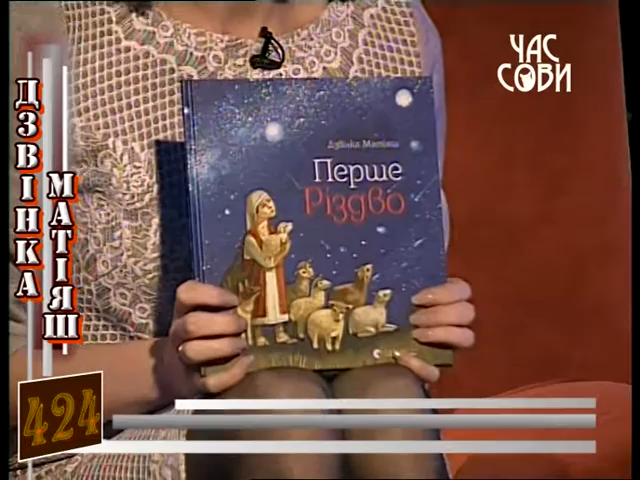 ЧАС
СОВИ
ДЗВІНКА
МАТІЯШ
Дзвінка Матіяш
Перше
Різдво
424